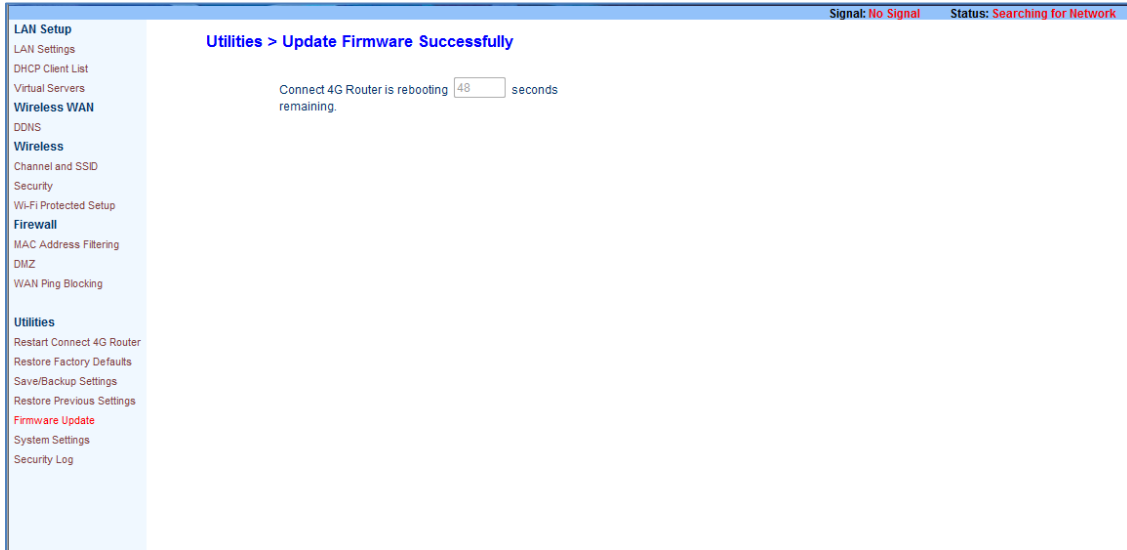 Signal: No Signal Status: Searching for Network
LAN Setup
LAN Settings
DHCP Client List
Virtual Servers
Wireless WAN
DDNS
Wireless
Channel and SSID
Security
Wi-Fi Protected Setup
Firewall
MAC Address Filtering
DMZ
WAN Ping Blocking
Utilities
Restart Connect 4G Router
Restore Factory Defaults
Save/Backup Settings
Restore Previous Settings
Firmware Update
System Settings
Security Log
Utilities > Update Firmware Successfully
Connect 4G Router is rebooting 48 seconds
remaining.